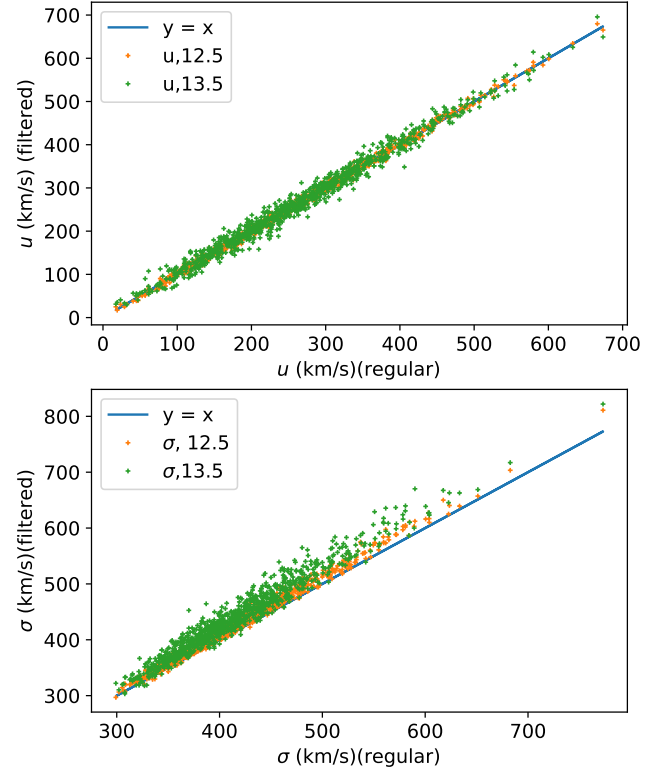 700
600
500
400
300
200
100
0
u (km/s) (filtered)
y = x
u,12.5
u,13.5
0 100 200 300 400 500 600 700
u (km/s)(regular)
800
700
600
500
400
300
σ (km/s)(filtered)
y = x
σ, 12.5
σ,13.5
300 400 500 600 700
σ (km/s)(regular)